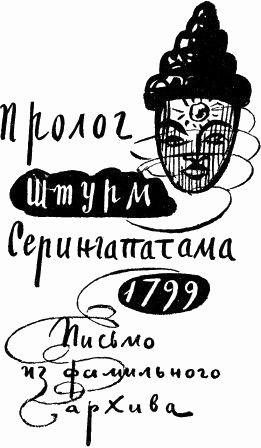 Пролог
Штурм
Серингапатама
1799
Письмо
из фамильного
архива